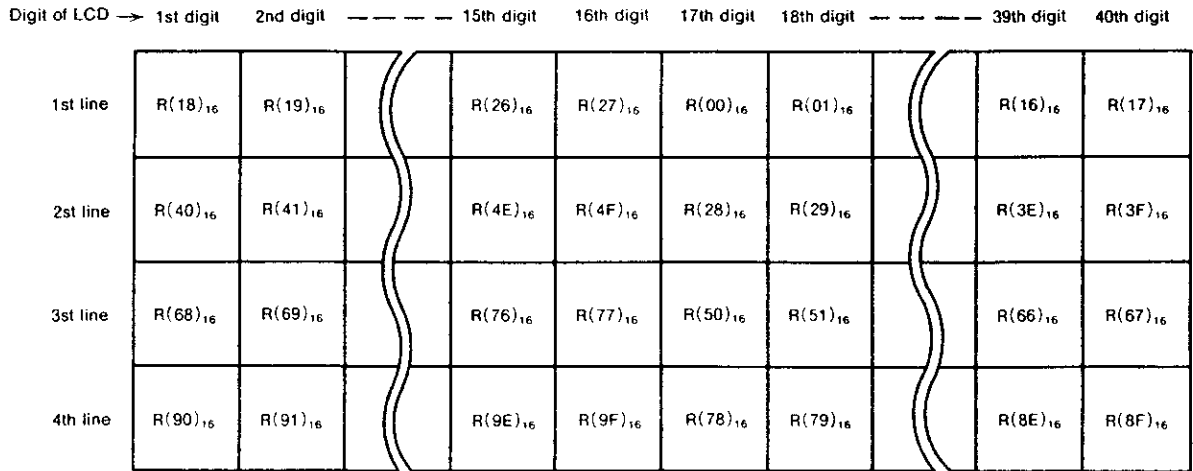 Digit of LCD → 1st digit 2nd digit — — — — 15th digit 16th digit 17th digit 18th digit — — — — 39th digit 40th digit
1st line R(18)₁₆ R(19)₁₆ R(26)₁₆ R(27)₁₆ R(00)₁₆ R(01)₁₆ R(16)₁₆ R(17)₁₆
2st line R(40)₁₆ R(41)₁₆ R(4E)₁₆ R(4F)₁₆ R(28)₁₆ R(29)₁₆ R(3E)₁₆ R(3F)₁₆
3st line R(68)₁₆ R(69)₁₆ R(76)₁₆ R(77)₁₆ R(50)₁₆ R(51)₁₆ R(66)₁₆ R(67)₁₆
4th line R(90)₁₆ R(91)₁₆ R(9E)₁₆ R(9F)₁₆ R(78)₁₆ R(79)₁₆ R(8E)₁₆ R(8F)₁₆